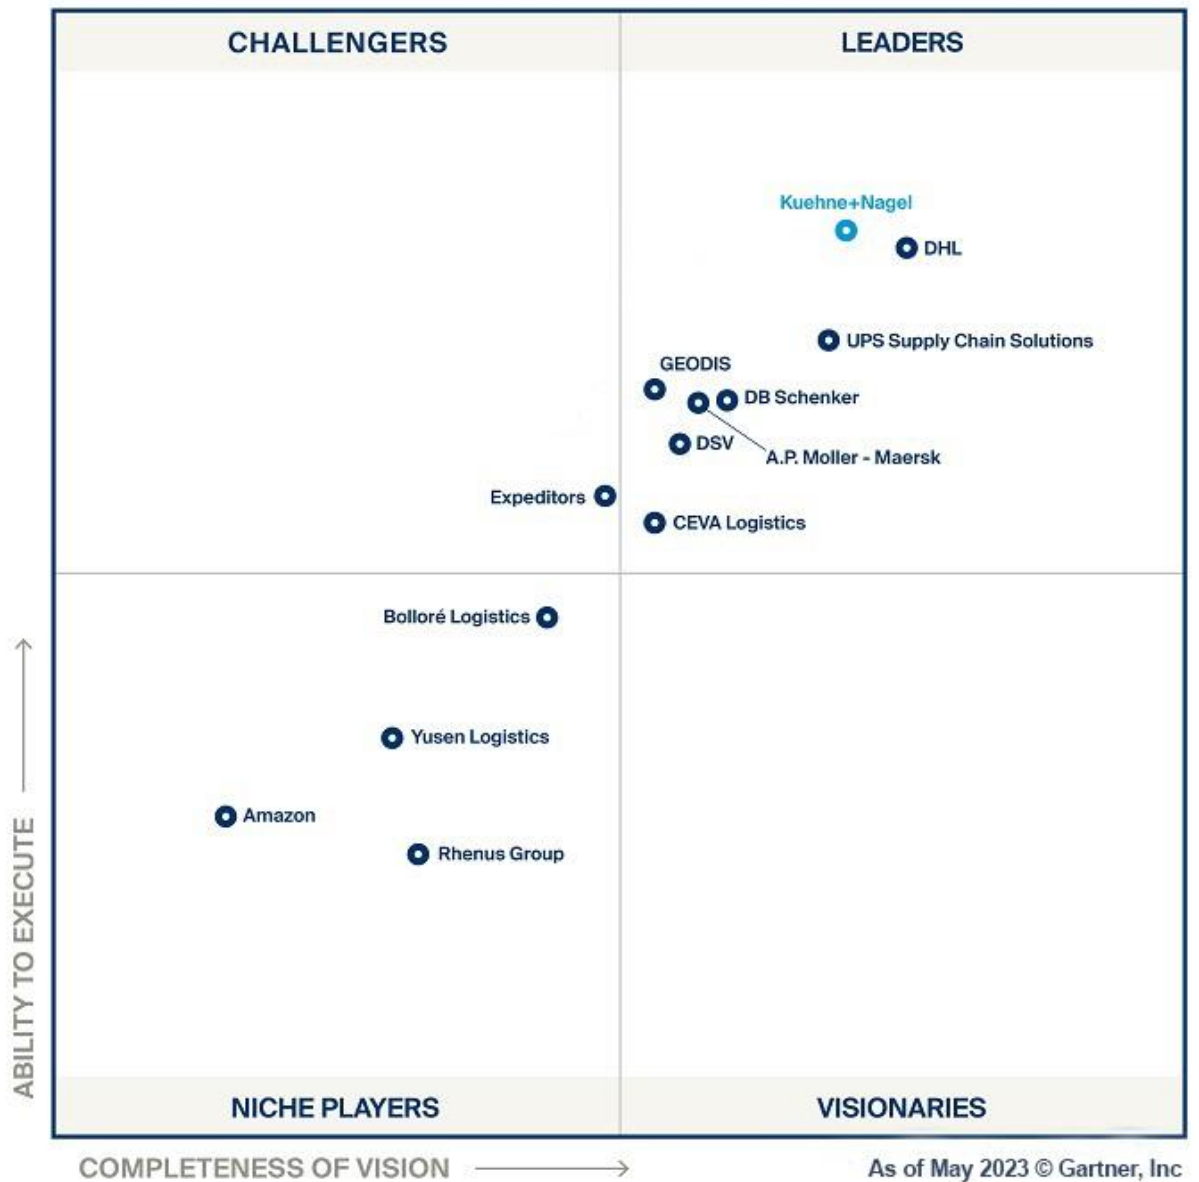 CHALLENGERS
LEADERS
Kuehne+Nagel
DHL
UPS Supply Chain Solutions
GEODIS
DB Schenker
DSV
A.P. Moller - Maersk
Expeditors
CEVA Logistics
Bolloré Logistics
Yusen Logistics
Amazon
Rhenus Group
ABILITY TO EXECUTE
NICHE PLAYERS
VISIONARIES
COMPLETENESS OF VISION
As of May 2023 © Gartner, Inc